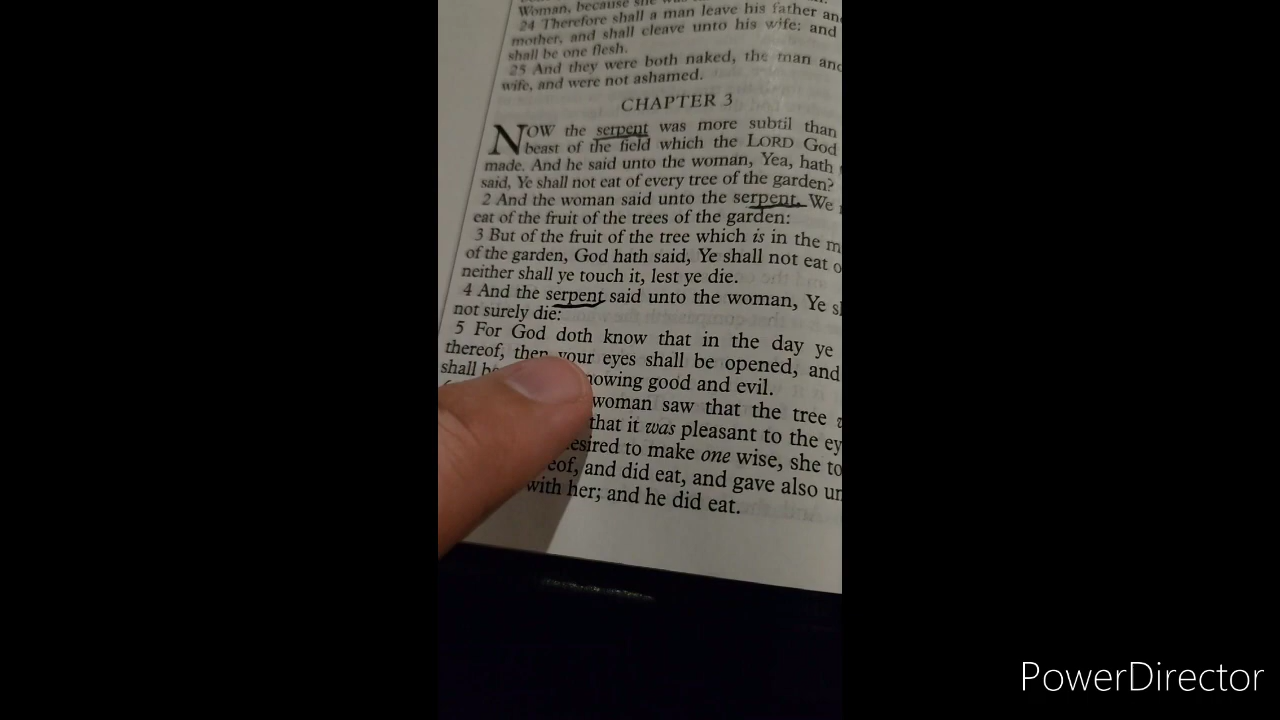 Woman, because she was
24 Therefore shall a man leave his father and
mother, and shall cleave unto his wife: and
shall be one flesh.
25 And they were both naked, the man and
wife, and were not ashamed.
CHAPTER 3
NOW the serpent was more subtil than
beast of the field which the LORD God
made. And he said unto the woman, Yea, hath
said, Ye shall not eat of every tree of the garden?
2 And the woman said unto the serpent, We
eat of the fruit of the trees of the garden:
3 But of the fruit of the tree which is in the m
of the garden, God hath said, Ye shall not eat o
neither shall ye touch it, lest ye die.
4 And the serpent said unto the woman, Ye sh
not surely die:
5 For God doth know that in the day ye
thereof, then your eyes shall be opened, and
shall be nowing good and evil.
woman saw that the tree
that it was pleasant to the ey
esired to make one wise, she to
eof, and did eat, and gave also un
with her; and he did eat.
PowerDirector